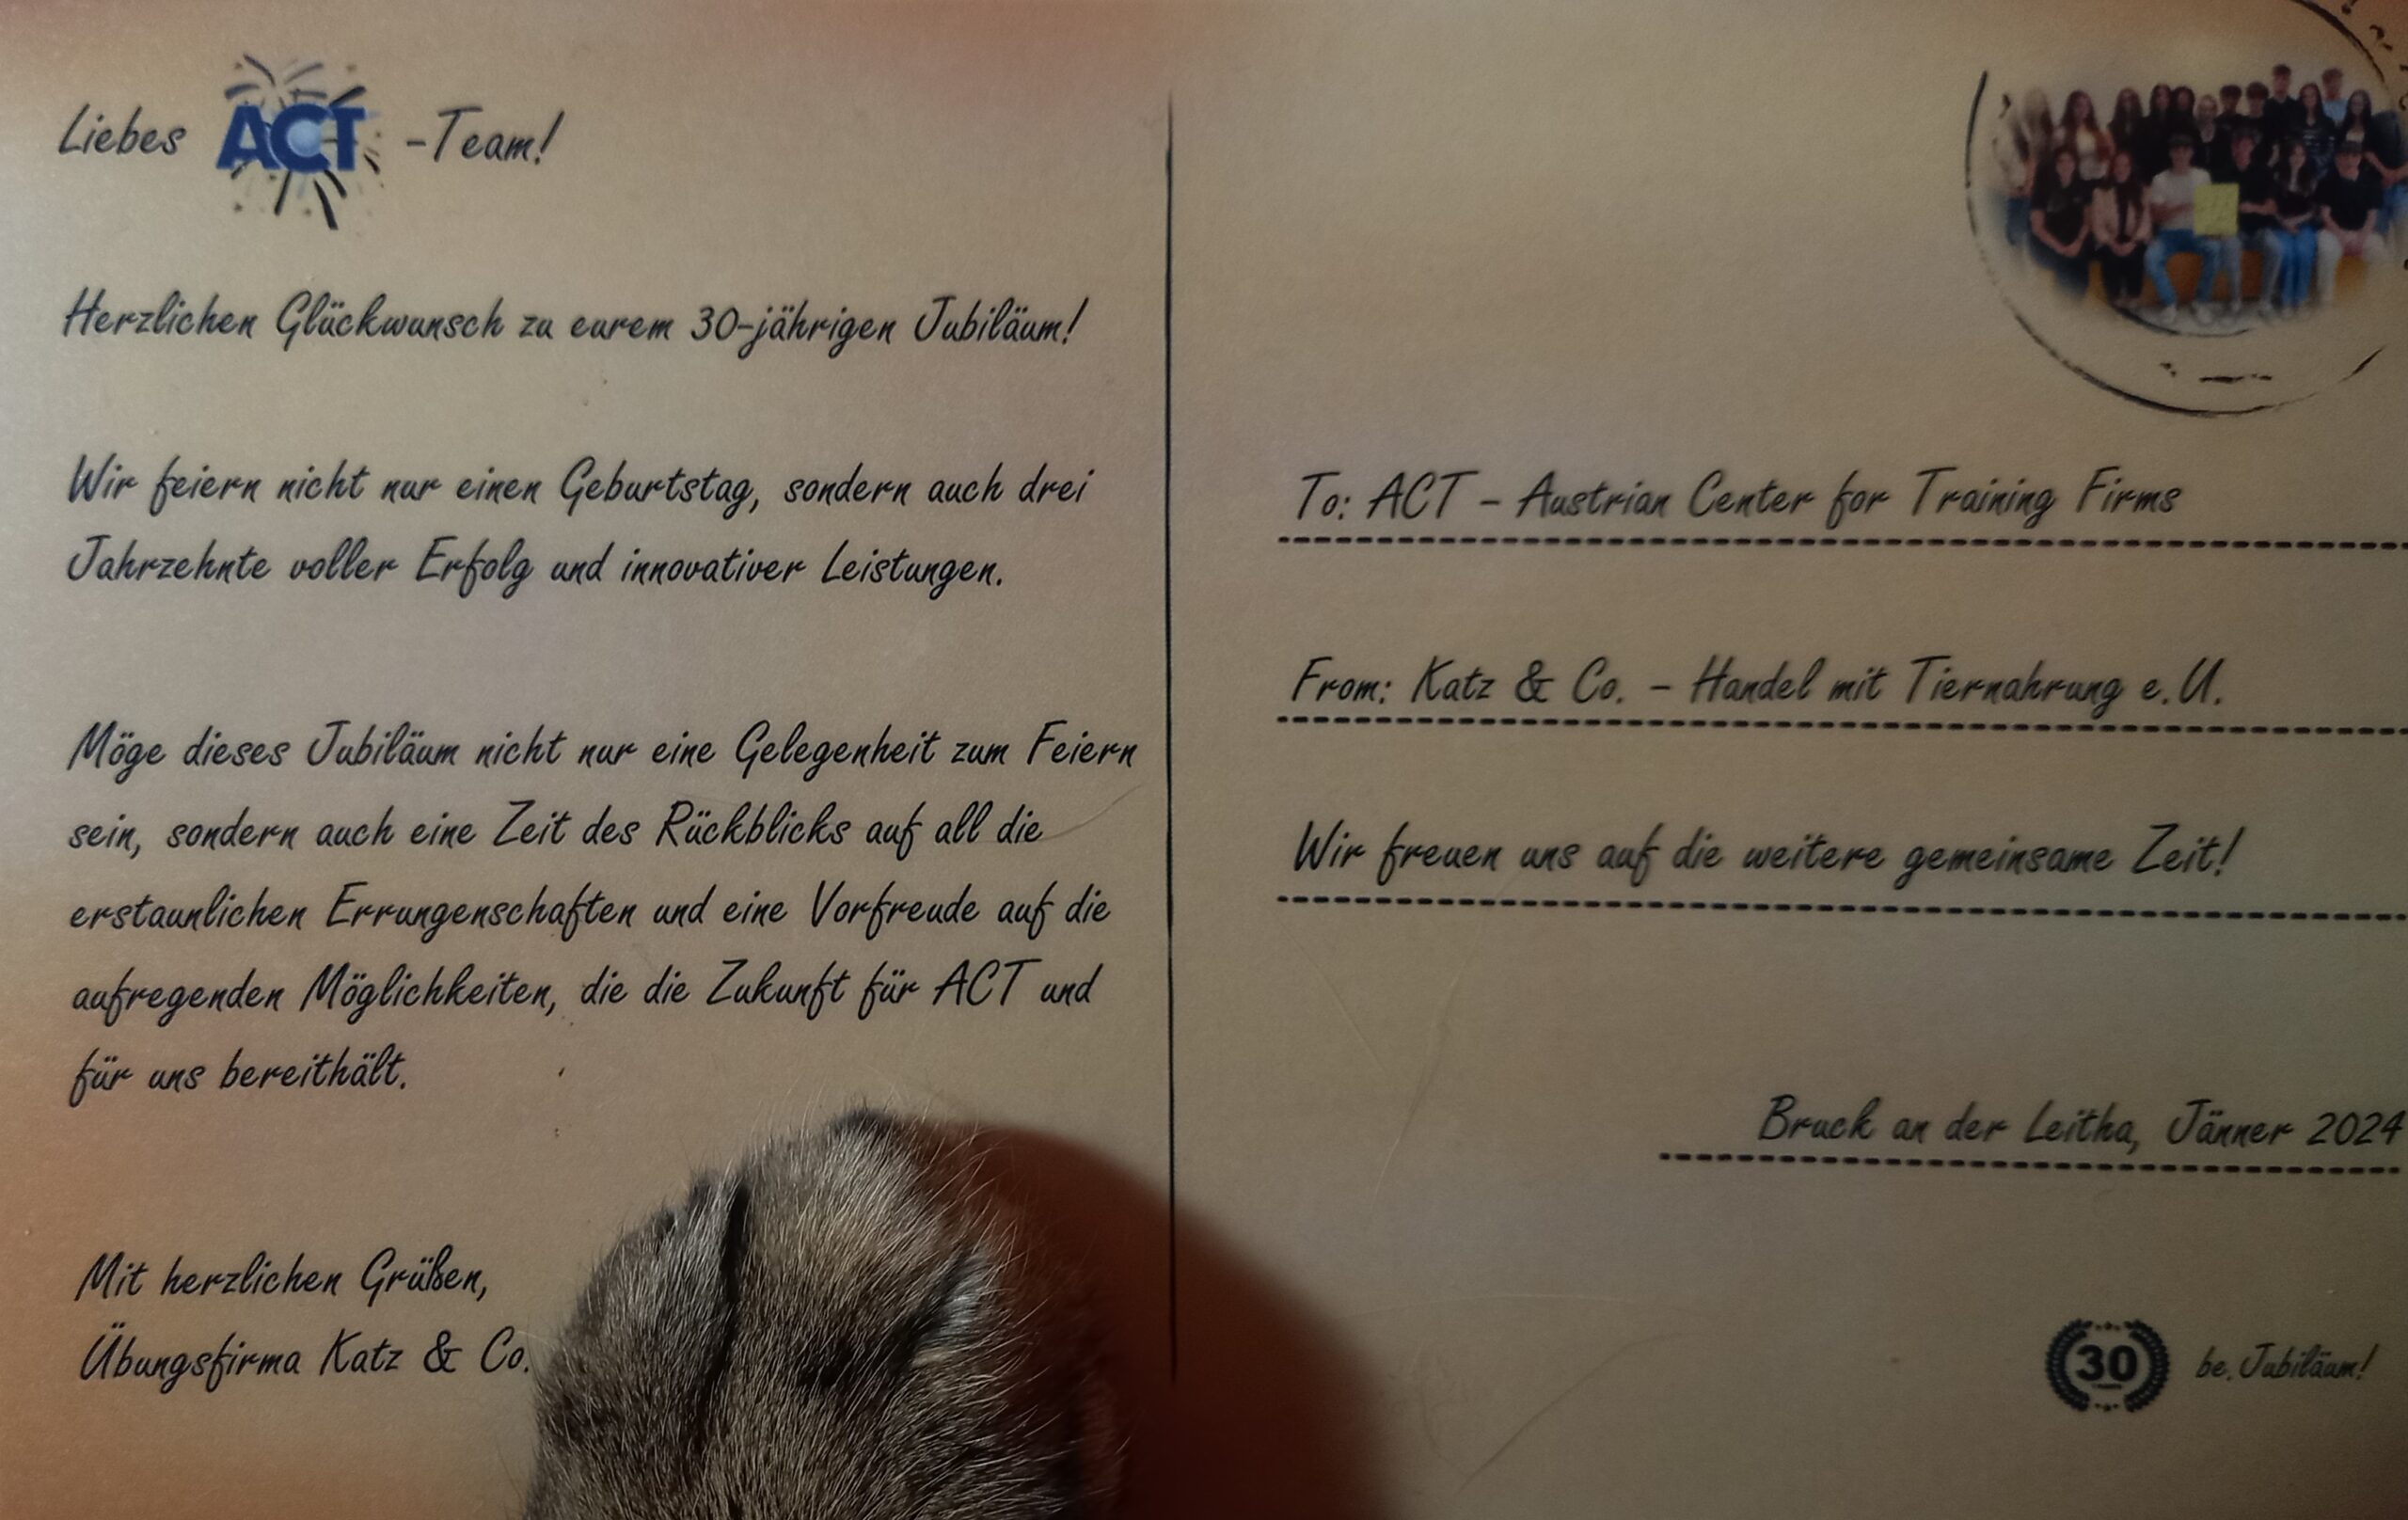 Liebes ACT -Team!
Herzlichen Glückwunsch zu eurem 30-jährigen Jubiläum!
Wir feiern nicht nur einen Geburtstag, sondern auch drei
Jahrzehnte voller Erfolg und innovativer Leistungen.
Möge dieses Jubiläum nicht nur eine Gelegenheit zum Feiern
sein, sondern auch eine Zeit des Rückblicks auf all die
erstaunlichen Errungenschaften und eine Vorfreude auf die
aufregenden Möglichkeiten, die die Zukunft für ACT und
für uns bereithält.
Mit herzlichen Grüßen,
Übungsfirma Katz & Co.
To: ACT - Austrian Center for Training Firms
From: Katz & Co. - Handel mit Tiernahrung e.U.
Wir freuen uns auf die weitere gemeinsame Zeit!
Bruck an der Leitha, Jänner 2024
30 be.Jubiläum!